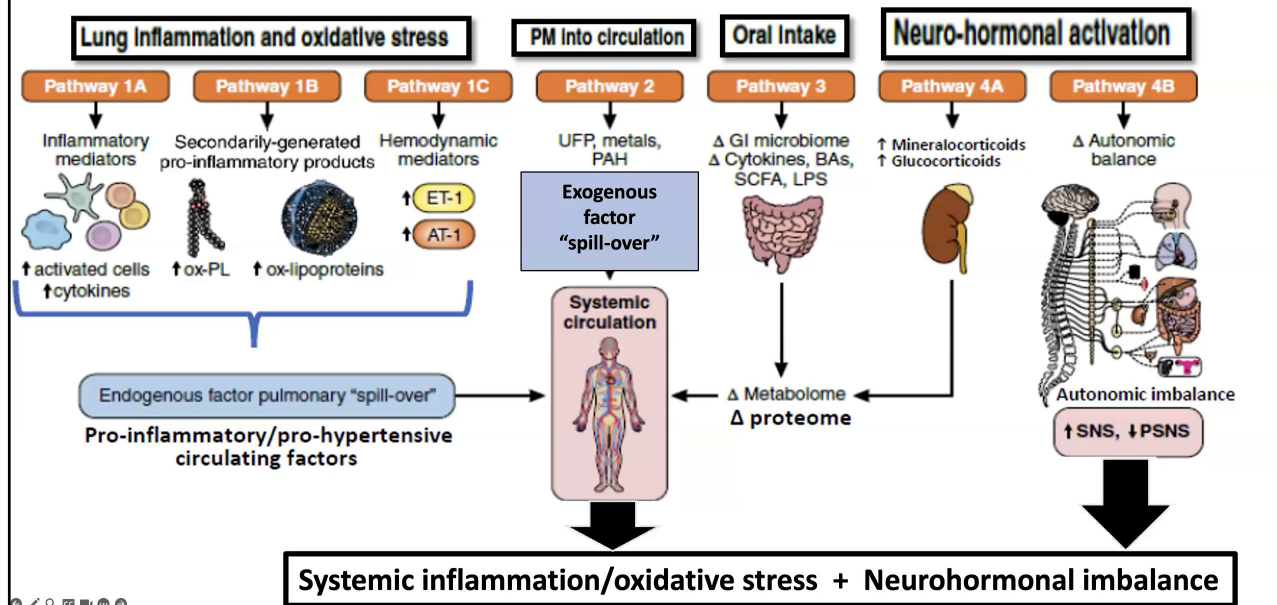 Lung Inflammation and oxidative stress
PM into circulation
Oral Intake
Neuro-hormonal activation
Pathway 1A
Pathway 1B
Pathway 1C
Pathway 2
Pathway 3
Pathway 4A
Pathway 4B
Inflammatory
mediators
Secondarily-generated
pro-inflammatory products
Hemodynamic
mediators
UFP, metals,
PAH
Δ GI microbiome
Δ Cytokines, BAs,
SCFA, LPS
↑ Mineralocorticoids
↑ Glucocorticoids
Δ Autonomic
balance
↑ ET-1
↑ AT-1
Exogenous
factor
“spill-over”
↑ activated cells
↑cytokines
↑ox-PL
↑ ox-lipoproteins
Systemic
circulation
Endogenous factor pulmonary “spill-over”
Pro-inflammatory/pro-hypertensive
circulating factors
Δ Metabolome
Δ proteome
Autonomic imbalance
↑SNS, ↓PSNS
Systemic inflammation/oxidative stress + Neurohormonal imbalance